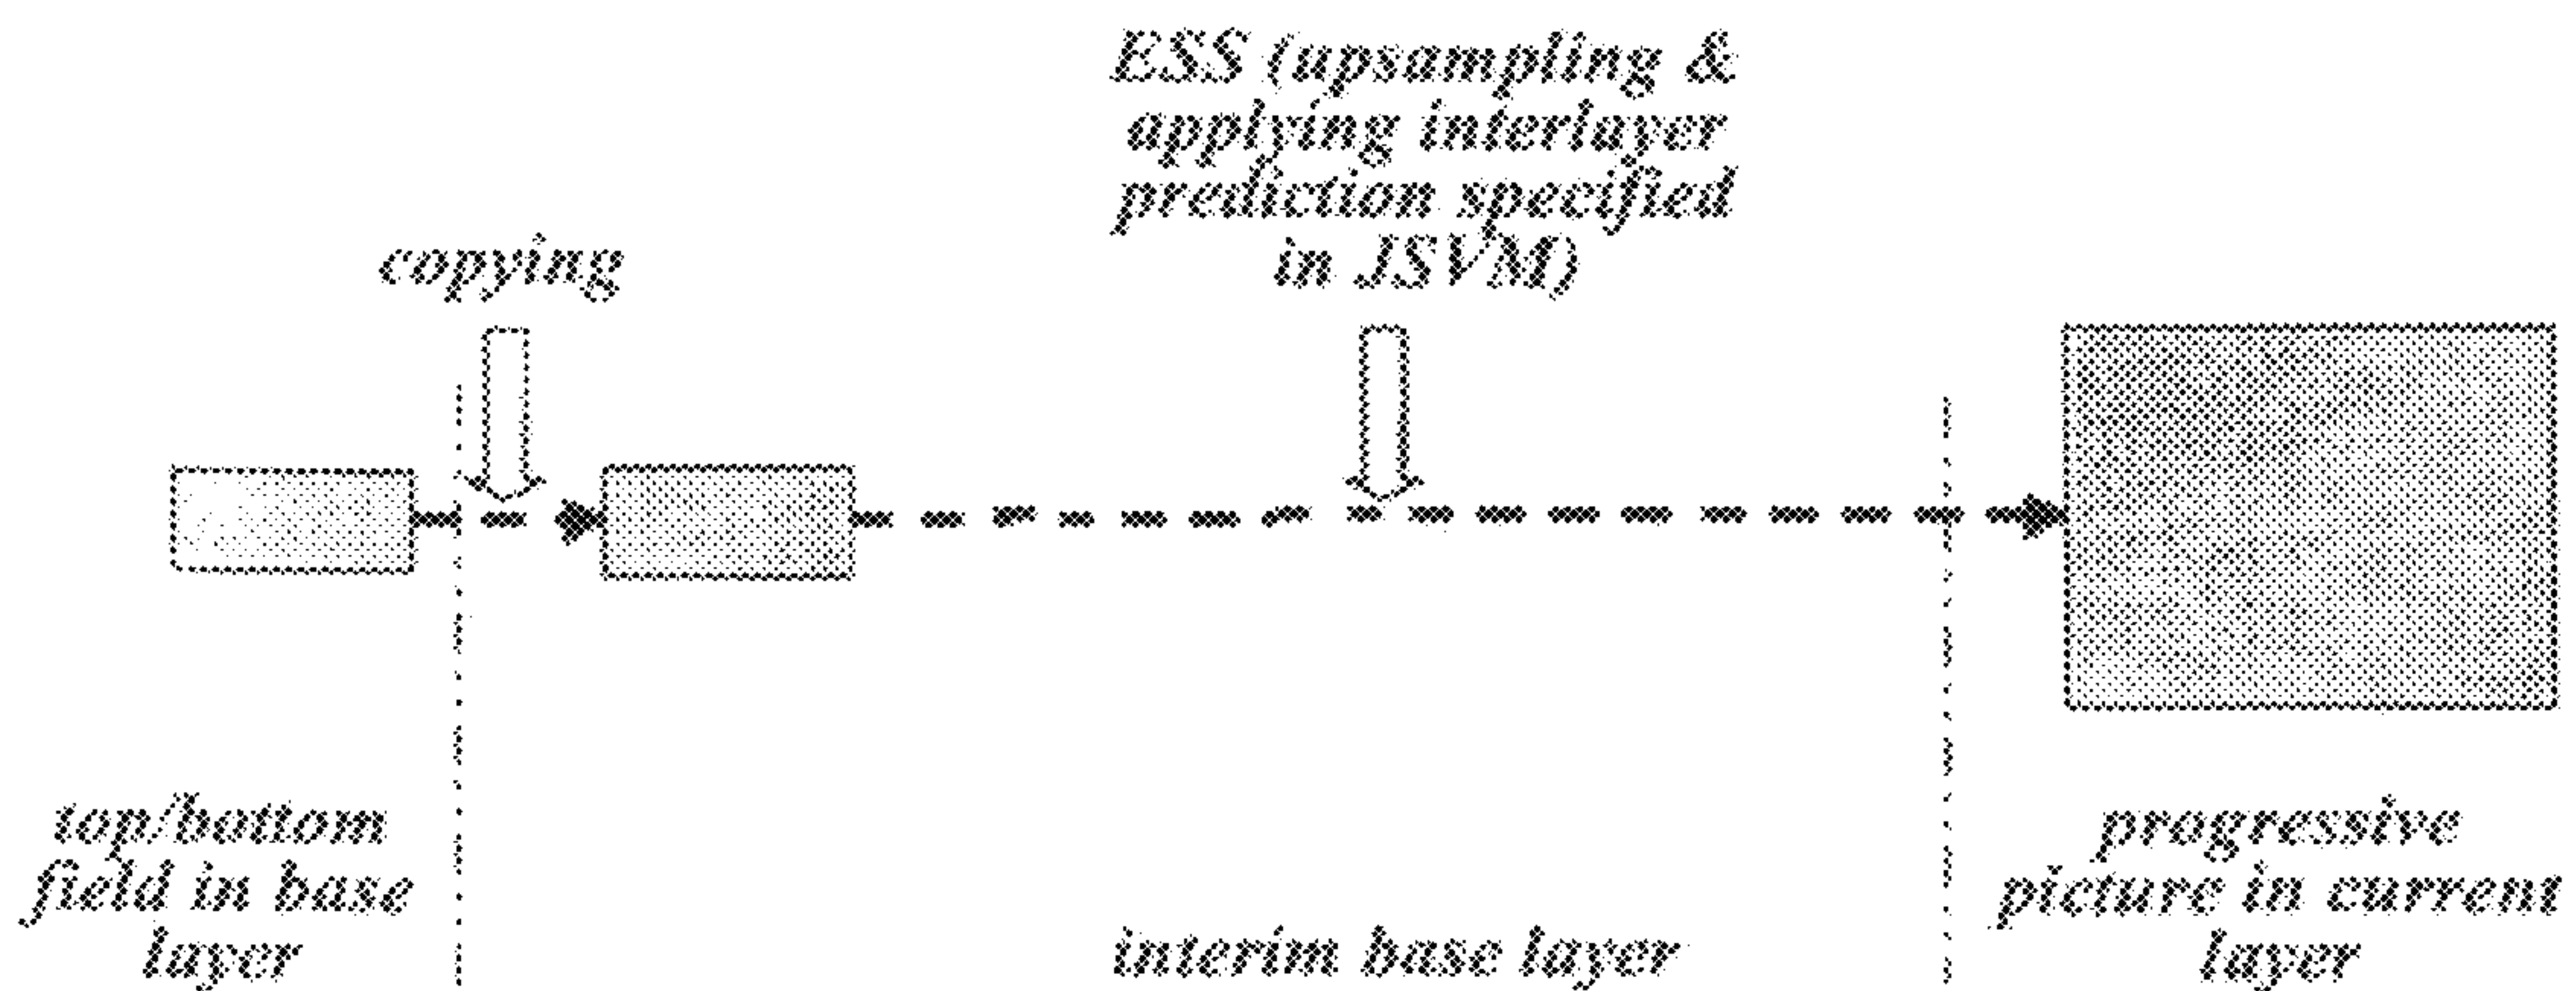 ESS (upsampling &
applying interlayer
prediction specified
in JSVM)
copying
top/bottom
field in base
layer
interim base layer
progressive
picture in current
layer